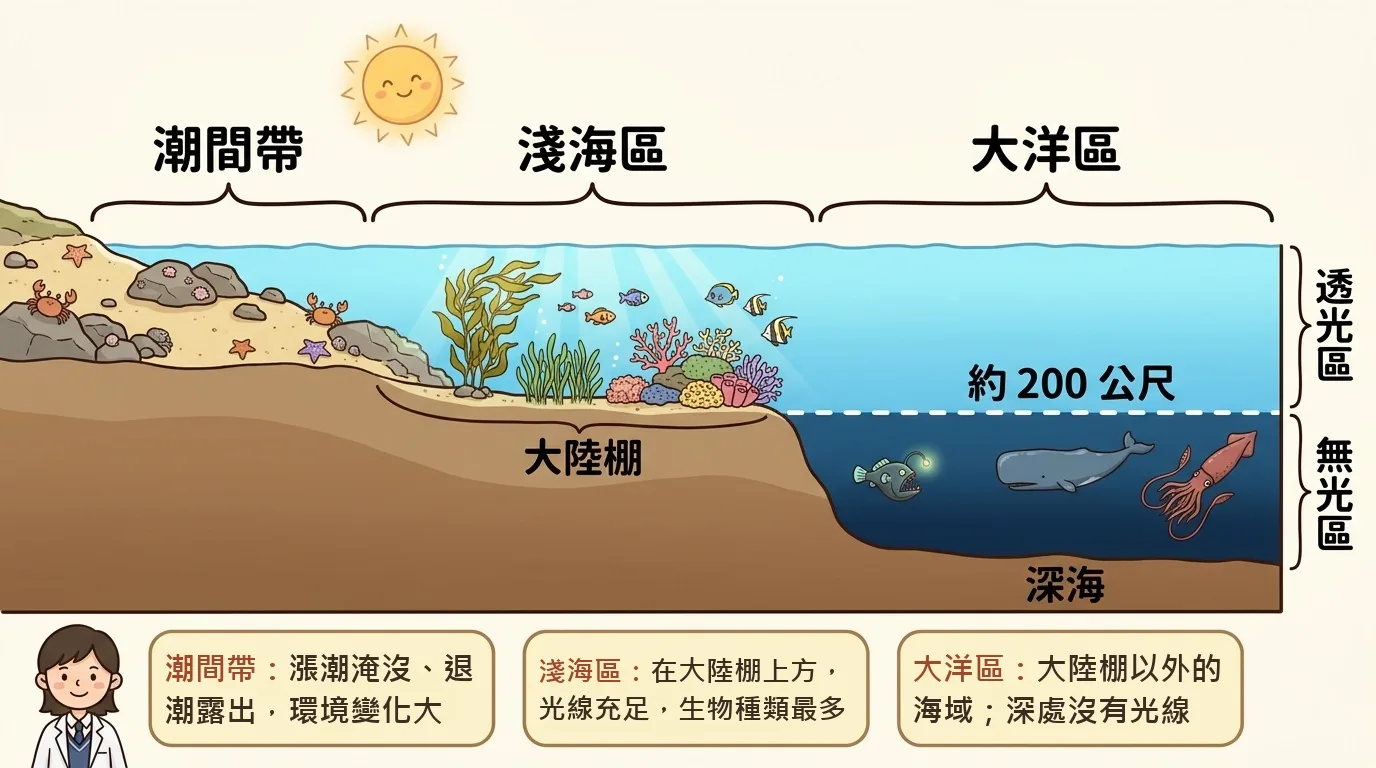 潮間帶
淺海區
大洋區
透光區
約 200 公尺
無光區
大陸棚
深海
潮間帶：漲潮淹沒、退
潮露出，環境變化大
淺海區：在大陸棚上方，
光線充足，生物種類最多
大洋區：大陸棚以外的
海域；深處沒有光線